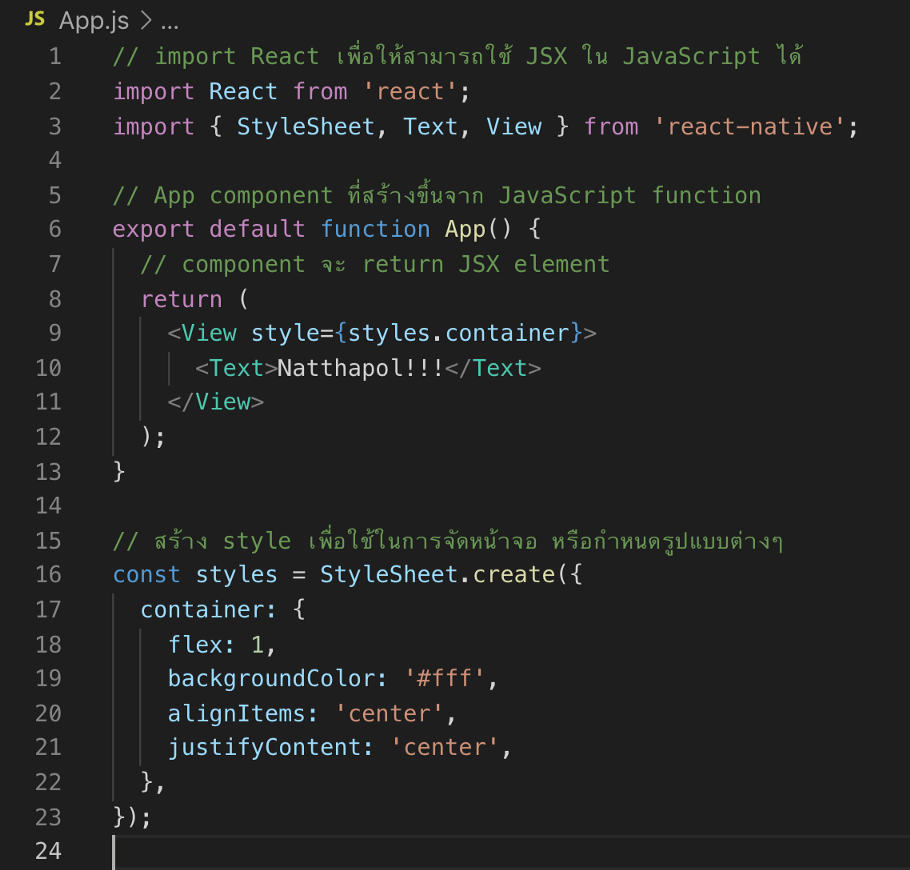 JS App.js > ...
1 // import React เพื่อให้สามารถใช้ JSX ใน JavaScript ได้
2 import React from 'react';
3 import { StyleSheet, Text, View } from 'react-native';
4
5 // App component ที่สร้างขึ้นจาก JavaScript function
6 export default function App() {
7 // component จะ return JSX element
8 return (
9 <View style={styles.container}>
10 <Text>Natthapol!!!</Text>
11 </View>
12 );
13 }
14
15 // สร้าง style เพื่อใช้ในการจัดหน้าจอ หรือกำหนดรูปแบบต่างๆ
16 const styles = StyleSheet.create({
17 container: {
18 flex: 1,
19 backgroundColor: '#fff',
20 alignItems: 'center',
21 justifyContent: 'center',
22 },
23 });
24